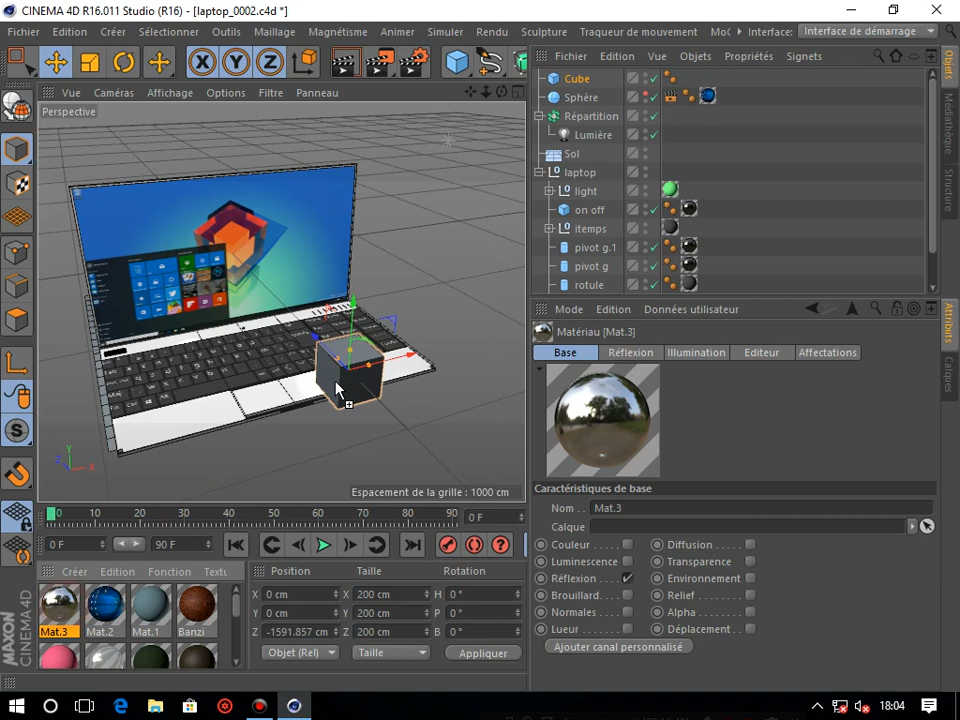 CINEMA 4D R16.011 Studio (R16) - [laptop_0002.c4d *]
Fichier Edition Créer Sélectionner Outils Maillage Magnétisme Animer Simuler Rendu Sculpture Traqueur de mouvement MoG Interface: Interface de démarrage
X Y Z
Fichier Edition Vue Objets Propriétés Signets
Vue Caméras Affichage Options Filtre Panneau
Perspective
Cube
Sphère
Répartition
Lumière
Sol
laptop
light
on off
itemps
pivot g.1
pivot g
rotule
Objets
Médiathèque
Structure
Espacement de la grille : 1000 cm
Mode Edition Données utilisateur
Matériau [Mat.3]
Base Réflexion Illumination Editeur Affectations
Attributs
Calques
Caractéristiques de base
Nom . . Mat.3
Calque
Couleur . . . . . Diffusion . . . .
Luminescence Transparence
Réflexion . . . . Environnement
Brouillard. . . . Relief . . . . . .
Normales . . . . Alpha . . . . . .
Lueur . . . . . . Déplacement .
Ajouter canal personnalisé
0 10 20 30 40 50 60 70 80 90 0 F
0 F 90 F
Créer Edition Fonction Textu
Mat.3 Mat.2 Mat.1 Banzi
Position Taille Rotation
X 0 cm X 200 cm H 0 °
Y 0 cm Y 200 cm P 0 °
Z -1591.857 cm Z 200 cm B 0 °
Objet (Rel) Taille Appliquer
MAXON CINEMA 4D
18:04